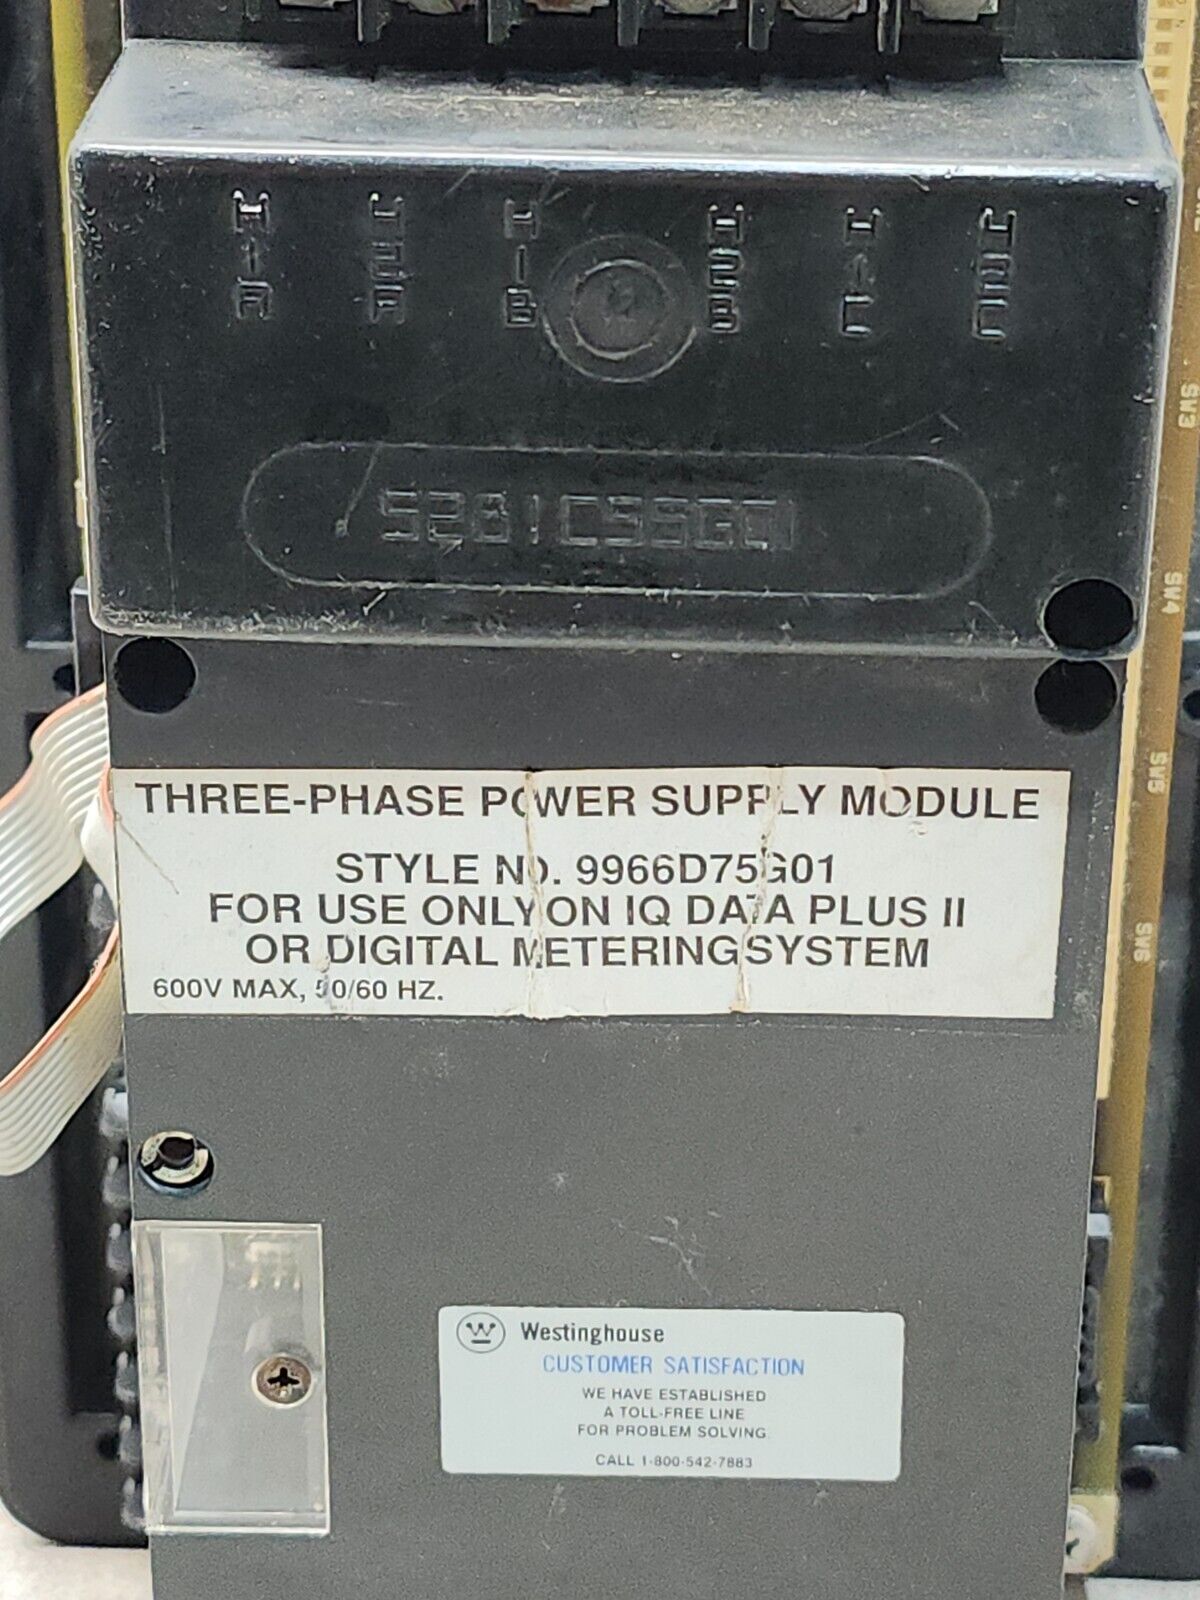 H1A H2A H1B H2B H1C H2C
5281C55G01
SW3
SW4
SW5
SW6
THREE-PHASE POWER SUPPLY MODULE
STYLE NO. 9966D75G01
FOR USE ONLY ON IQ DATA PLUS II
OR DIGITAL METERING SYSTEM
600V MAX, 50/60 HZ.
W Westinghouse
CUSTOMER SATISFACTION
WE HAVE ESTABLISHED
A TOLL-FREE LINE
FOR PROBLEM SOLVING
CALL 1-800-542-7883